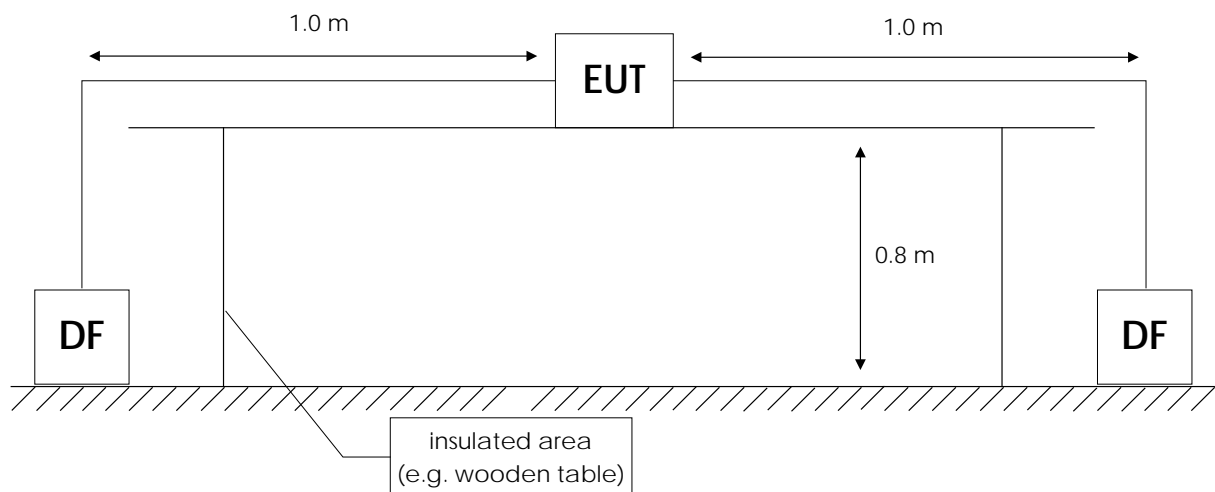 1.0 m
1.0 m
EUT
0.8 m
DF
DF
insulated area
(e.g. wooden table)